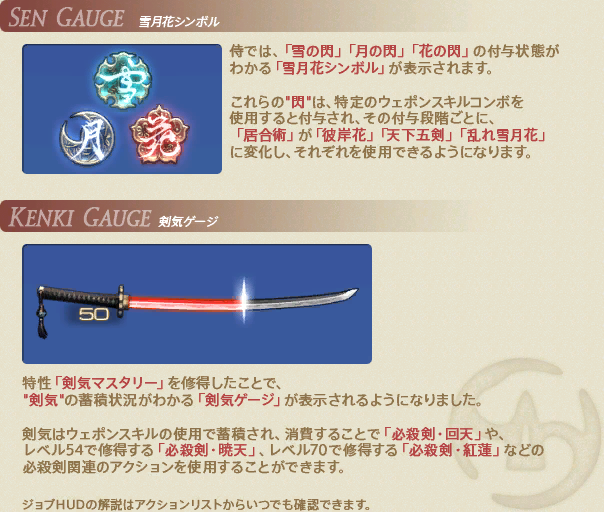 SEN GAUGE 雪月花シンボル
雪
月
花
侍では、「雪の閃」「月の閃」「花の閃」の付与状態が
わかる「雪月花シンボル」が表示されます。
これらの"閃"は、特定のウェポンスキルコンボを
使用すると付与され、その付与段階ごとに、
「居合術」が「彼岸花」「天下五剣」「乱れ雪月花」
に変化し、それぞれを使用できるようになります。
KENKI GAUGE 剣気ゲージ
50
特性「剣気マスタリー」を修得したことで、
"剣気"の蓄積状況がわかる「剣気ゲージ」が表示されるようになりました。
剣気はウェポンスキルの使用で蓄積され、消費することで「必殺剣・回天」や、
レベル54で修得する「必殺剣・暁天」、レベル70で修得する「必殺剣・紅蓮」などの
必殺剣関連のアクションを使用することができます。
ジョブHUDの解説はアクションリストからいつでも確認できます。